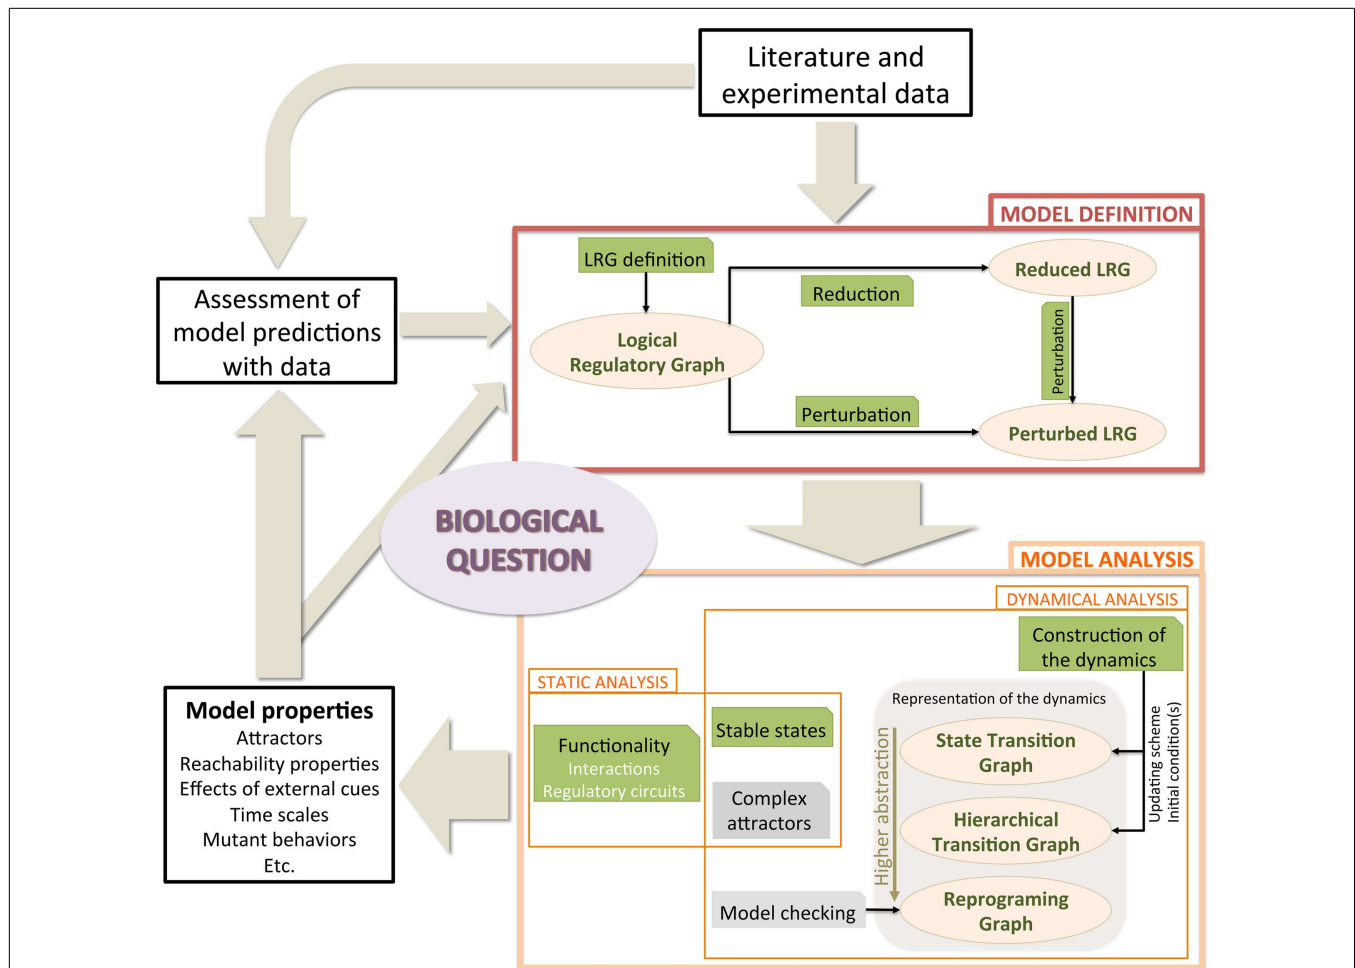 Literature and
experimental data
MODEL DEFINITION
LRG definition
Reduced LRG
Reduction
Logical
Regulatory Graph
Perturbation
Perturbation
Perturbed LRG
Assessment of
model predictions
with data
BIOLOGICAL
QUESTION
MODEL ANALYSIS
DYNAMICAL ANALYSIS
Construction of
the dynamics
STATIC ANALYSIS
Representation of the dynamics
Functionality
Interactions
Regulatory circuits
Stable states
Complex
attractors
State Transition
Graph
Hierarchical
Transition Graph
Reprograming
Graph
Higher abstraction
Updating scheme
Initial condition(s)
Model checking
Model properties
Attractors
Reachability properties
Effects of external cues
Time scales
Mutant behaviors
Etc.